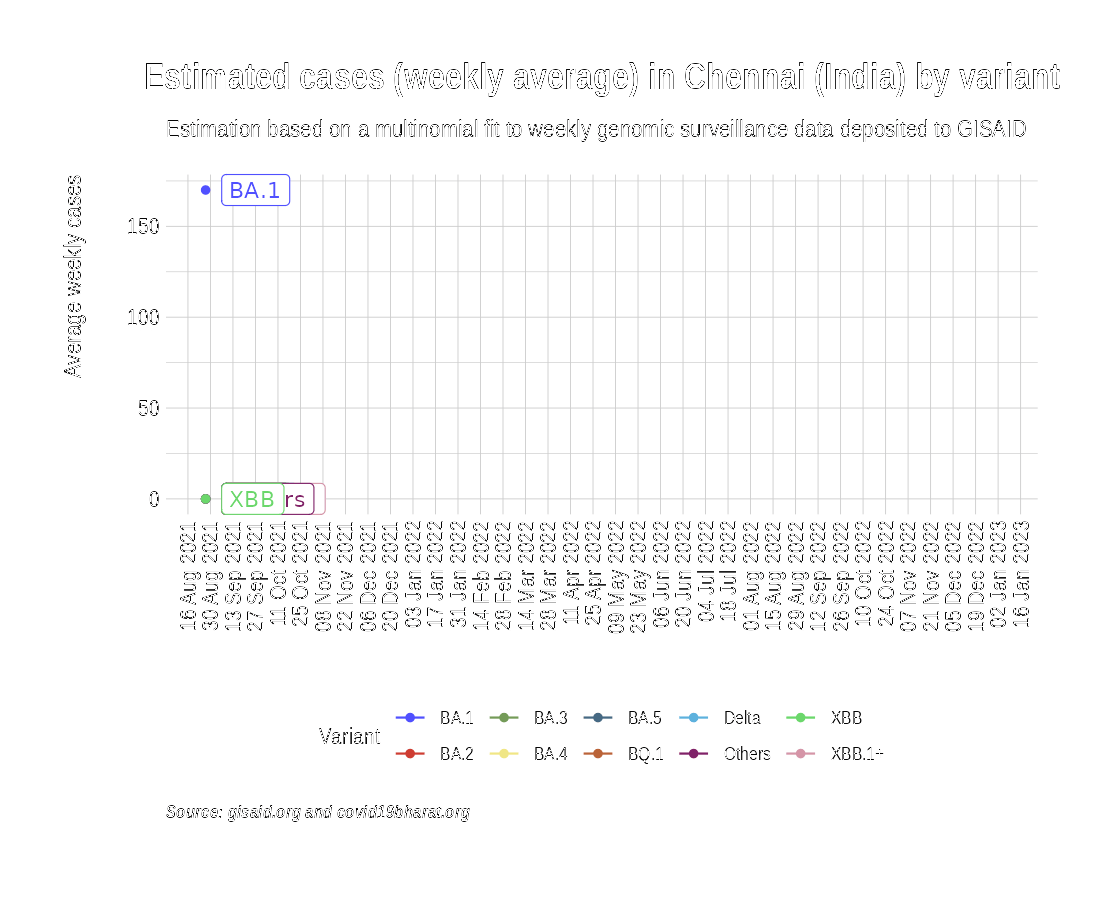 Estimated cases (weekly average) in Chennai (India) by variant
Estimation based on a multinomial fit to weekly genomic surveillance data deposited to GISAID
Average weekly cases
BA.1
150
100
50
0
XBB
rs
16 Aug 2021
30 Aug 2021
13 Sep 2021
27 Sep 2021
11 Oct 2021
25 Oct 2021
08 Nov 2021
22 Nov 2021
06 Dec 2021
20 Dec 2021
03 Jan 2022
17 Jan 2022
31 Jan 2022
14 Feb 2022
28 Feb 2022
14 Mar 2022
28 Mar 2022
11 Apr 2022
25 Apr 2022
09 May 2022
23 May 2022
06 Jun 2022
20 Jun 2022
04 Jul 2022
18 Jul 2022
01 Aug 2022
15 Aug 2022
29 Aug 2022
12 Sep 2022
26 Sep 2022
10 Oct 2022
24 Oct 2022
07 Nov 2022
21 Nov 2022
05 Dec 2022
19 Dec 2022
02 Jan 2023
16 Jan 2023
Variant
BA.1 BA.3 BA.5 Delta XBB
BA.2 BA.4 BQ.1 Others XBB.1+
Source: gisaid.org and covid19bharat.org